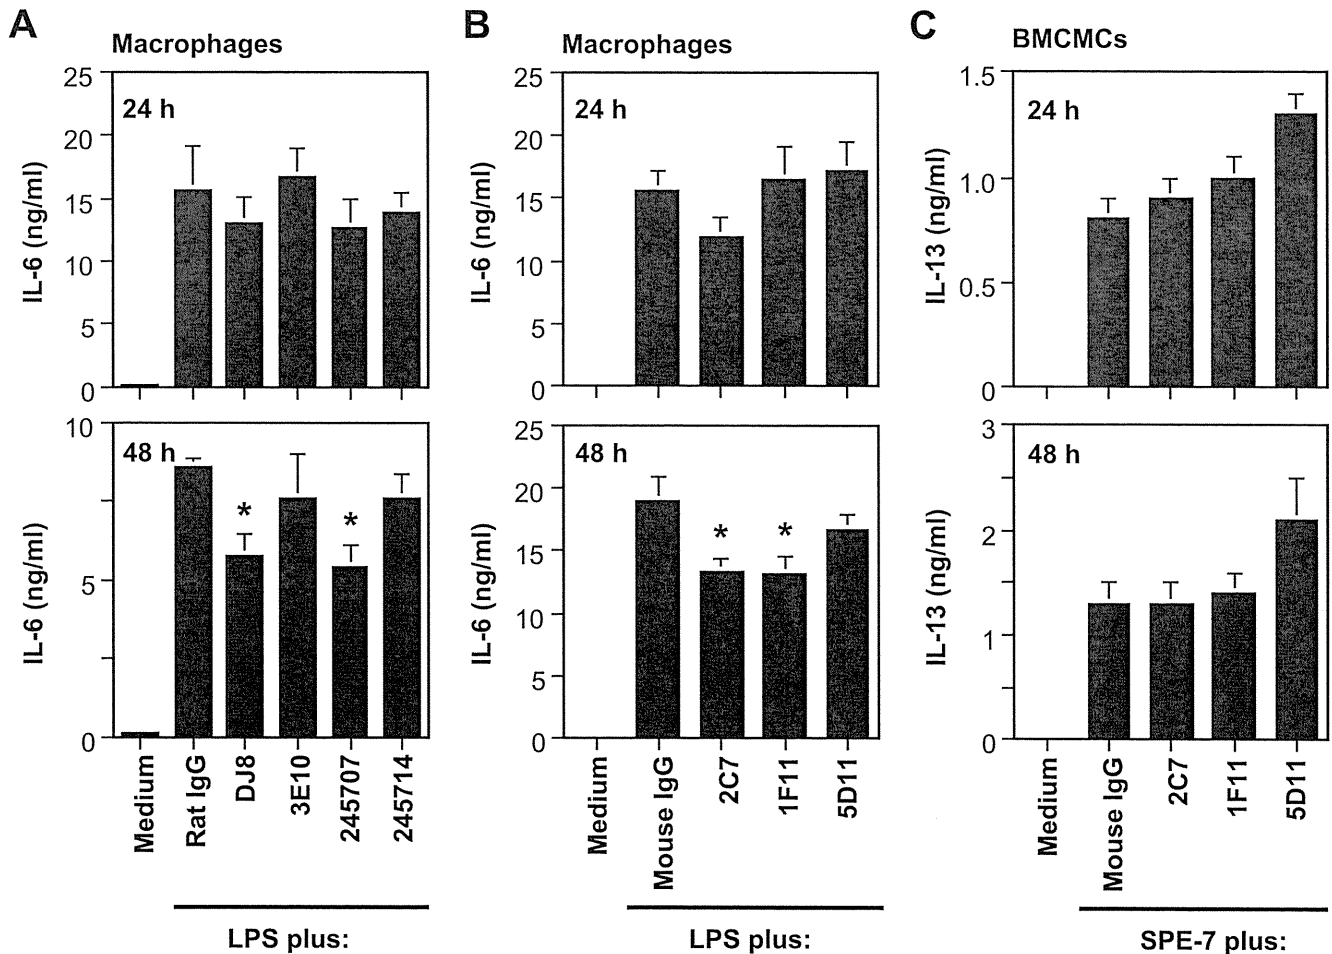 A
Macrophages
24 h
25
20
15
10
5
0
IL-6 (ng/ml)
48 h
10
5
0
IL-6 (ng/ml)
Medium
Rat IgG
DJ8
3E10
245707
245714
LPS plus:
*
*
B
Macrophages
24 h
25
20
15
10
5
0
IL-6 (ng/ml)
48 h
25
20
15
10
5
0
IL-6 (ng/ml)
Medium
Mouse IgG
2C7
1F11
5D11
LPS plus:
*
*
C
BMCMCs
24 h
1.5
1.0
0.5
0
IL-13 (ng/ml)
48 h
3
2
1
0
IL-13 (ng/ml)
Medium
Mouse IgG
2C7
1F11
5D11
SPE-7 plus: